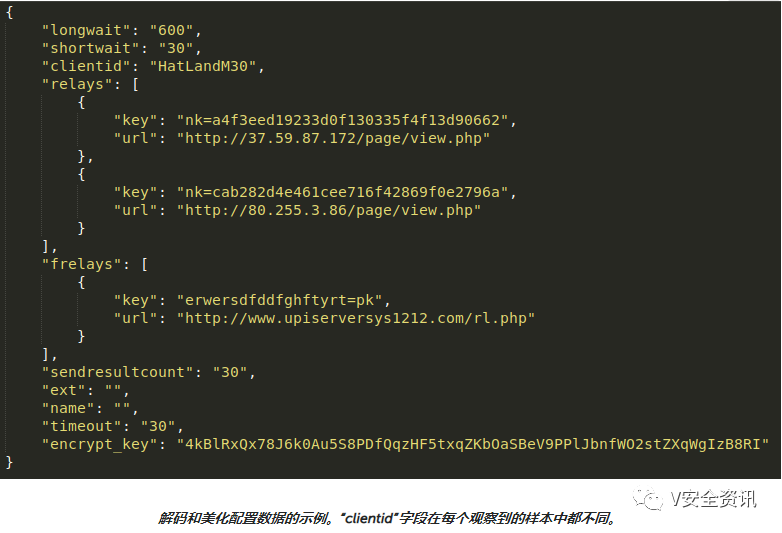 {
"longwait": "600",
"shortwait": "30",
"clientid": "HatLandM30",
"relays": [
{
"key": "nk=a4f3eed19233d0f130335f4f13d90662",
"url": "http://37.59.87.172/page/view.php"
},
{
"key": "nk=cab282d4e461cee716f42869f0e2796a",
"url": "http://80.255.3.86/page/view.php"
}
],
"frelays": [
{
"key": "erwersdfddfghftyrt=pk",
"url": "http://www.upiserversys1212.com/rl.php"
}
],
"sendresultcount": "30",
"ext": "",
"name": "",
"timeout": "30",
"encrypt_key": "4kBlRxQx78J6k0Au5S8PDfQqzHF5txqZKbOaSBeV9PPlJbnfWO2stZXqWgIzB8RI"
}
V安全资讯
解码和美化配置数据的示例。“clientid”字段在每个观察到的样本中都不同。